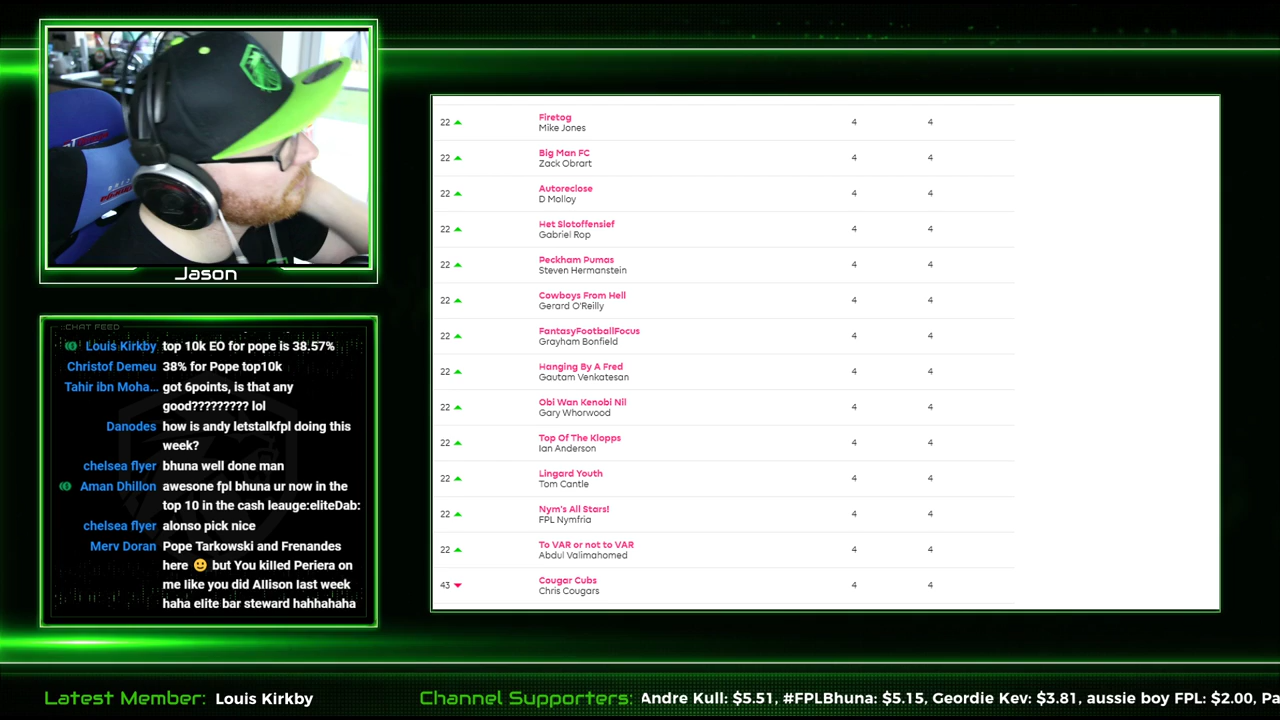 Jason
CHAT FEED
Louis Kirkby top 10k EO for pope is 38.57%
Christof Demeu 38% for Pope top10k
Tahir ibn Moha... got 6points, is that any
good????????? lol
Danodes how is andy letstalkfpl doing this
week?
chelsea flyer bhuna well done man
Aman Dhillon awesone fpl bhuna ur now in the
top 10 in the cash leauge:eliteDab:
chelsea flyer alonso pick nice
Merv Doran Pope Tarkowski and Frenandes
here 🙂 but You killed Periera on
me like you did Allison last week
haha elite bar steward hahhahaha
22 Firetog 4 4
Mike Jones
22 Big Man FC 4 4
Zack Obrart
22 Autoreclose 4 4
D Molloy
22 Het Slotoffensief 4 4
Gabriel Rop
22 Peckham Pumas 4 4
Steven Hermanstein
22 Cowboys From Hell 4 4
Gerard O'Reilly
22 FantasyFootballFocus 4 4
Grayham Bonfield
22 Hanging By A Fred 4 4
Gautam Venkatesan
22 Obi Wan Kenobi Nil 4 4
Gary Whorwood
22 Top Of The Klopps 4 4
Ian Anderson
22 Lingard Youth 4 4
Tom Cantle
22 Nym's All Stars! 4 4
FPL Nymfria
22 To VAR or not to VAR 4 4
Abdul Valimahomed
43 Cougar Cubs 4 4
Chris Cougars
Latest Member: Louis Kirkby
Channel Supporters: Andre Kull: $5.51, #FPLBhuna: $5.15, Geordie Kev: $3.81, aussie boy FPL: $2.00, Pa